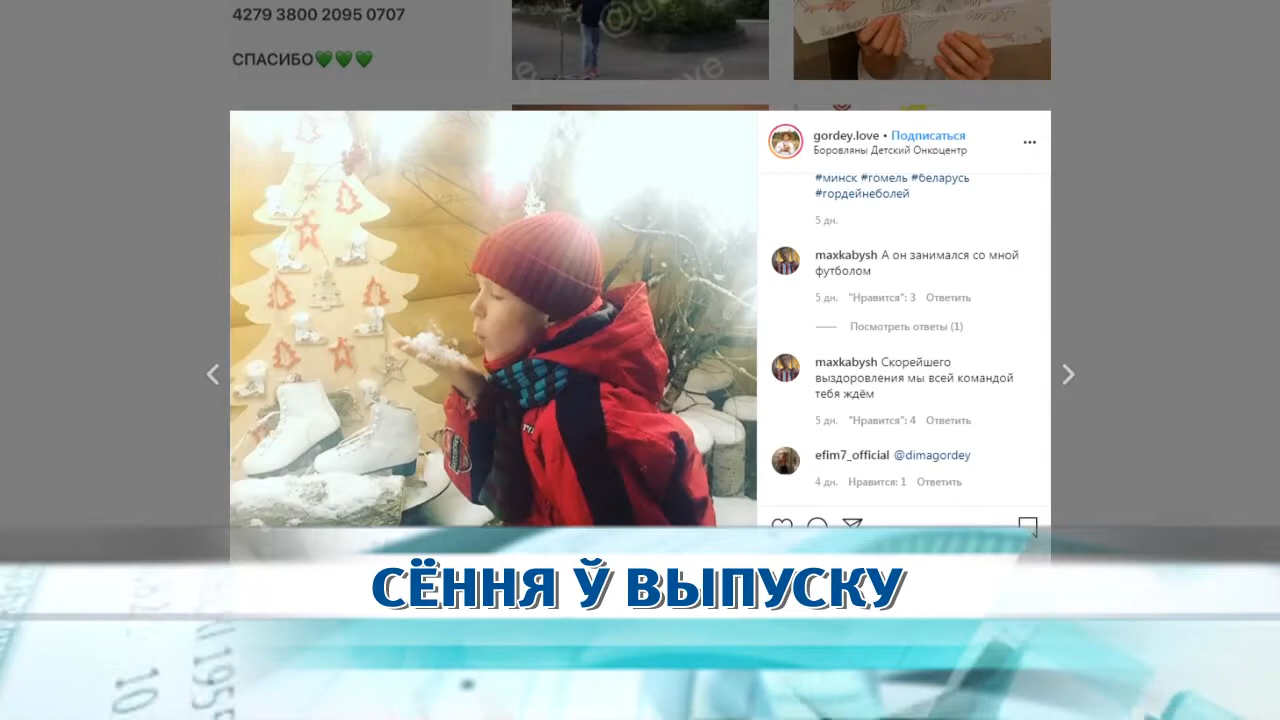 4279 3800 2095 0707
СПАСИБО💚💚💚
gordey.love • Подписаться
Боровляны Детский Онкоцентр
#минск #гомель #беларусь
#гордейнеболей
5 дн.
maxkabysh А он занимался со мной
футболом
5 дн. "Нравится": 3 Ответить
Посмотреть ответы (1)
maxkabysh Скорейшего
выздоровления мы всей командой
тебя ждём
5 дн. "Нравится": 4 Ответить
efim7_official @dimagordey
4 дн. Нравится: 1 Ответить
СЁННЯ Ў ВЫПУСКУ
10
195